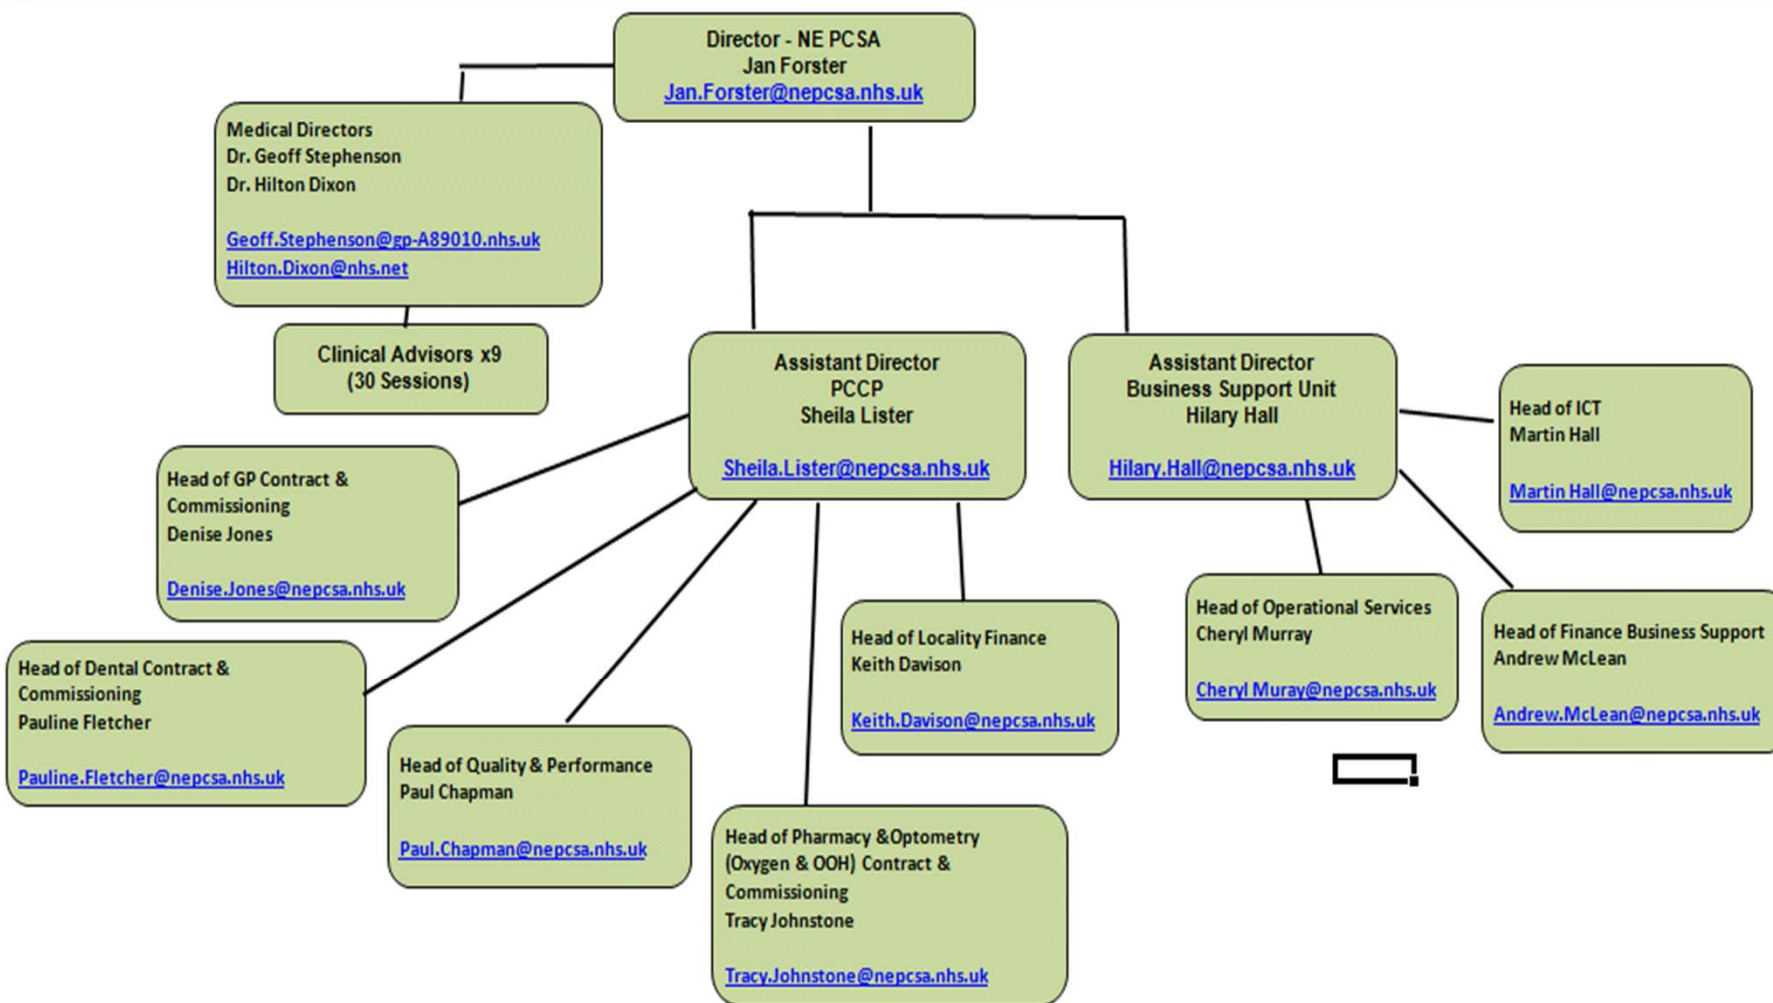 Director - NE PCSA
Jan Forster
Jan.Forster@nepcsa.nhs.uk
Medical Directors
Dr. Geoff Stephenson
Dr. Hilton Dixon
Geoff.Stephenson@gp-A89010.nhs.uk
Hilton.Dixon@nhs.net
Clinical Advisors x9
(30 Sessions)
Assistant Director
PCCP
Sheila Lister
Sheila.Lister@nepcsa.nhs.uk
Assistant Director
Business Support Unit
Hilary Hall
Hilary.Hall@nepcsa.nhs.uk
Head of ICT
Martin Hall
Martin Hall@nepcsa.nhs.uk
Head of GP Contract &
Commissioning
Denise Jones
Denise.Jones@nepcsa.nhs.uk
Head of Dental Contract &
Commissioning
Pauline Fletcher
Pauline.Fletcher@nepcsa.nhs.uk
Head of Quality & Performance
Paul Chapman
Paul.Chapman@nepcsa.nhs.uk
Head of Pharmacy &Optometry
(Oxygen & OOH) Contract &
Commissioning
Tracy Johnstone
Tracy.Johnstone@nepcsa.nhs.uk
Head of Locality Finance
Keith Davison
Keith.Davison@nepcsa.nhs.uk
Head of Operational Services
Cheryl Murray
Cheryl Muray@nepcsa.nhs.uk
Head of Finance Business Support
Andrew McLean
Andrew.McLean@nepcsa.nhs.uk